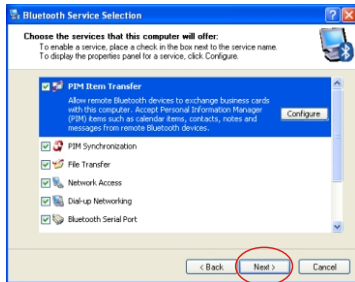 Bluetooth Service Selection
Choose the services that this computer will offer:
To enable a service, place a check in the box next to the service name.
To display the properties panel for a service, click Configure.
PIM Item Transfer
Allow remote Bluetooth devices to exchange business cards
with this computer. Accept Personal Information Manager
(PIM) items such as calendar items, contacts, notes and
messages from remote Bluetooth devices.
Configure
PIM Synchronization
File Transfer
Network Access
Dial-up Networking
Bluetooth Serial Port
< Back
Next >
Cancel